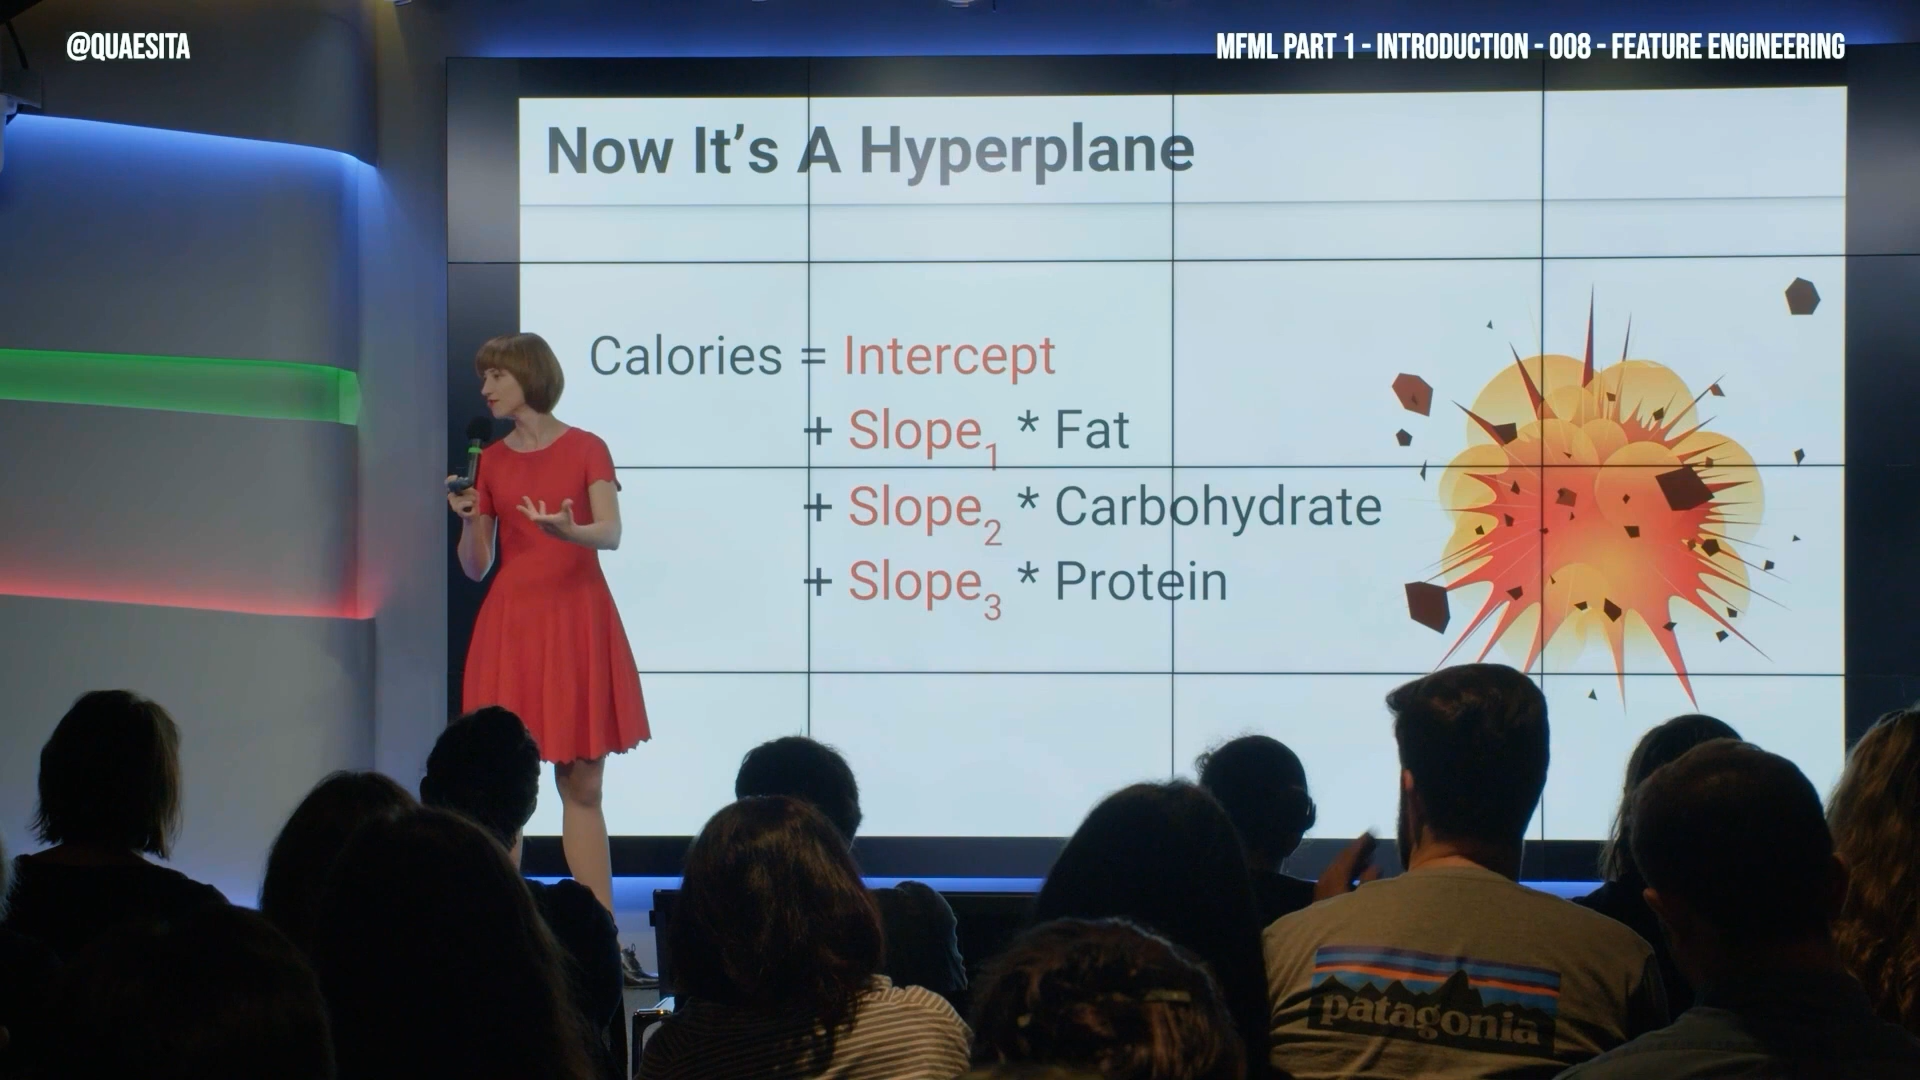 @QUAESITA
MFML PART 1 - INTRODUCTION - 008 - FEATURE ENGINEERING
Now It's A Hyperplane
Calories = Intercept
+ Slope₁ * Fat
+ Slope₂ * Carbohydrate
+ Slope₃ * Protein
patagonia